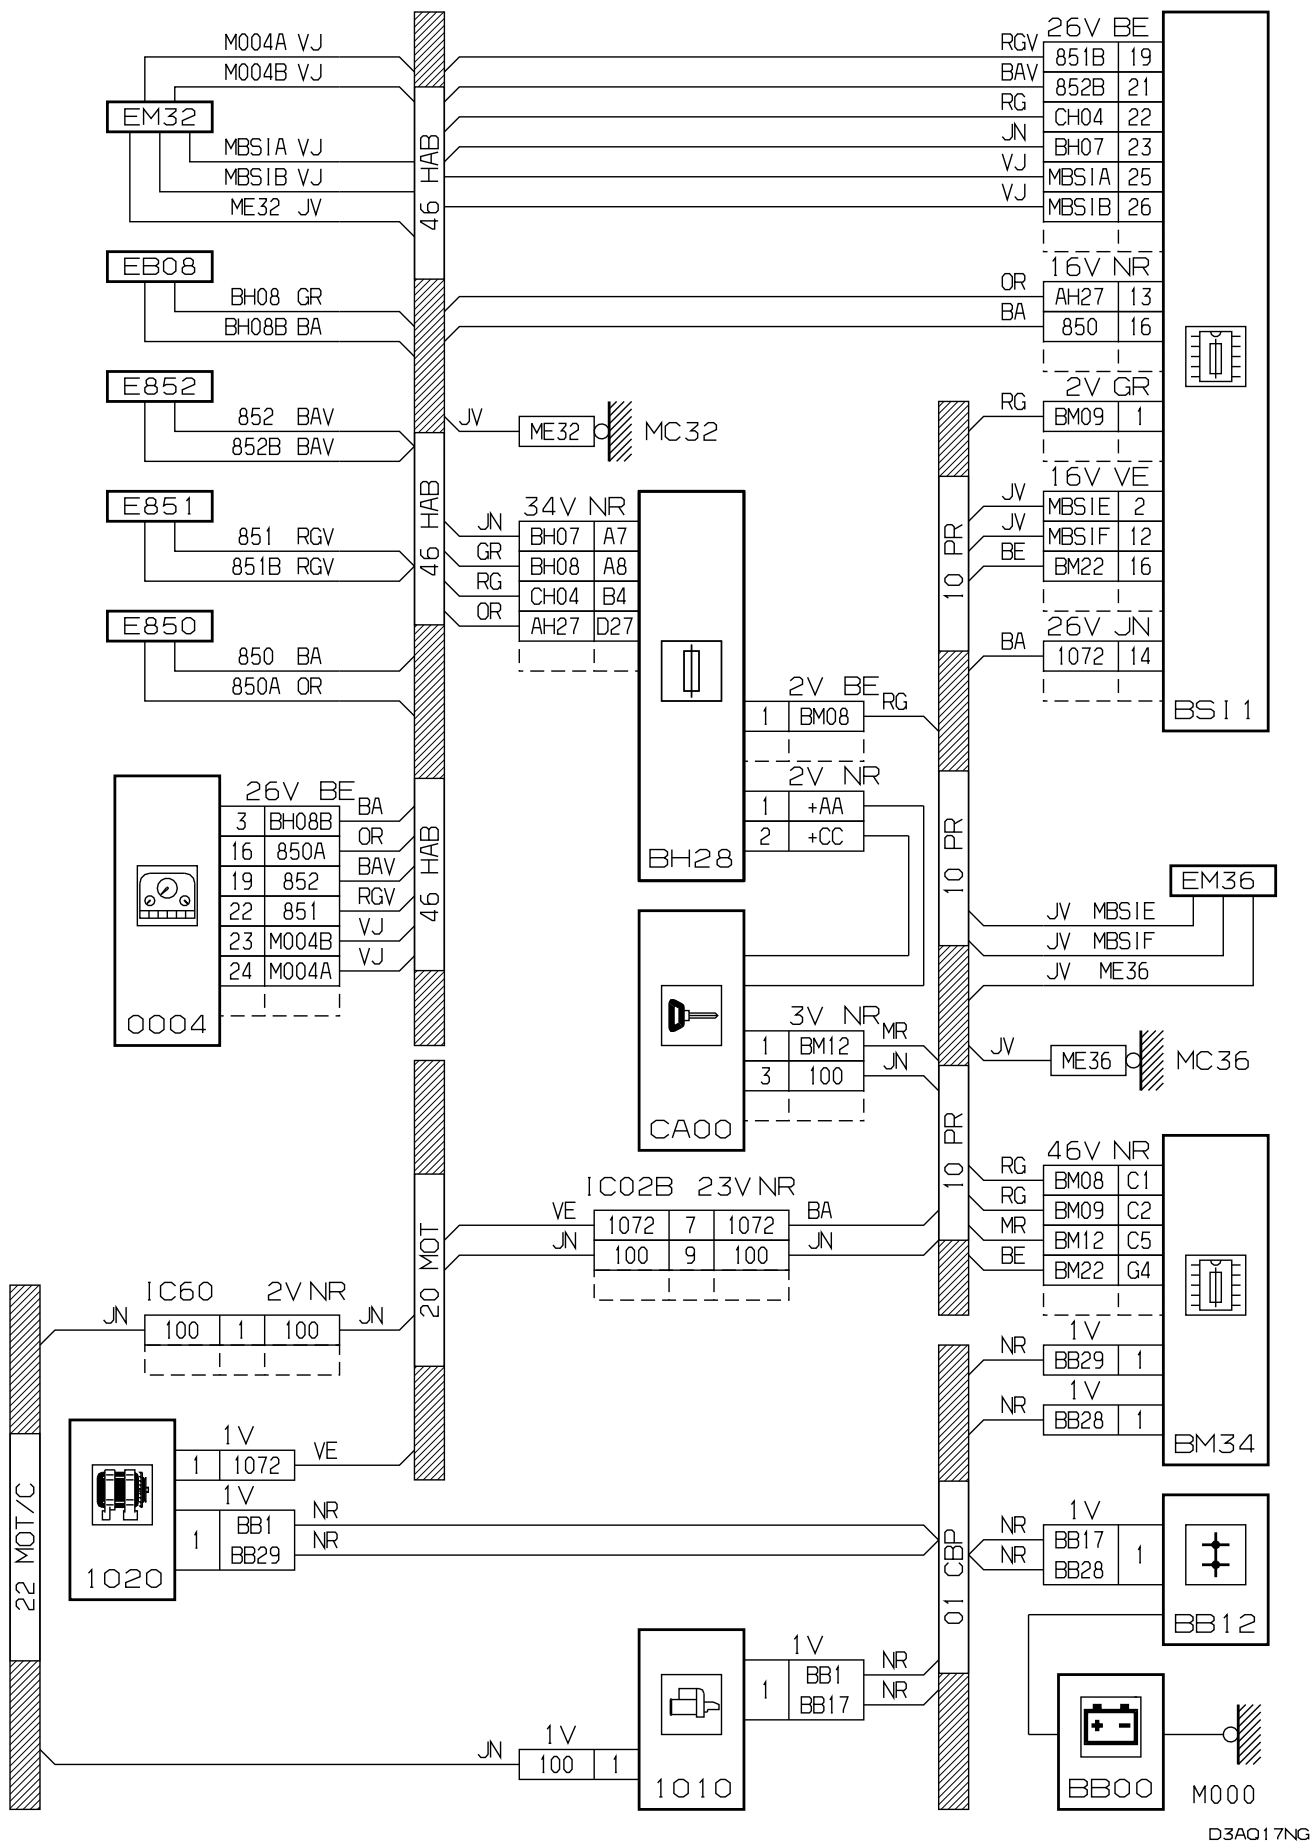 M004A VJ
M004B VJ
EM32
MBSIA VJ
MBSIB VJ
ME32 JV
EB08
BH08 GR
BH08B BA
E852
852 BAV
852B BAV
E851
851 RGV
851B RGV
E850
850 BA
850A OR
46 HAB
46 HAB
46 HAB
RGV
BAV
RG
JN
VJ
VJ
26V BE
851B 19
852B 21
CH04 22
BH07 23
MBSIA 25
MBSIB 26
16V NR
OR AH27 13
BA 850 16
2V GR
RG BM09 1
16V VE
JV MBSIE 2
JV MBSIF 12
BE BM22 16
26V JN
BA 1072 14
BSI1
JV ME32 MC32
34V NR
JN BH07 A7
GR BH08 A8
RG CH04 B4
OR AH27 D27
2V BE
1 BM08 RG
2V NR
1 +AA
2 +CC
BH28
10 PR
10 PR
10 PR
26V BE
3 BH08B BA
16 850A OR
19 852 BAV
22 851 RGV
23 M004B VJ
24 M004A VJ
0004
EM36
JV MBSIE
JV MBSIF
JV ME36
JV ME36 MC36
3V NR
1 BM12 MR
3 100 JN
CA00
46V NR
RG BM08 C1
RG BM09 C2
MR BM12 C5
BE BM22 G4
1V
NR BB29 1
1V
NR BB28 1
BM34
IC02B 23V NR
VE 1072 7 1072 BA
JN 100 9 100 JN
20 MOT
IC60 2V NR
JN 100 1 100 JN
1V
1 1072 VE
1V
1 BB1 NR
BB29 NR
1020
22 MOT/C
01 CBP
1V
NR BB17 1
NR BB28
BB12
1V
1 BB1 NR
BB17 NR
1V
JN 100 1
1010
+ -
BB00
M000
D3AQ17NG